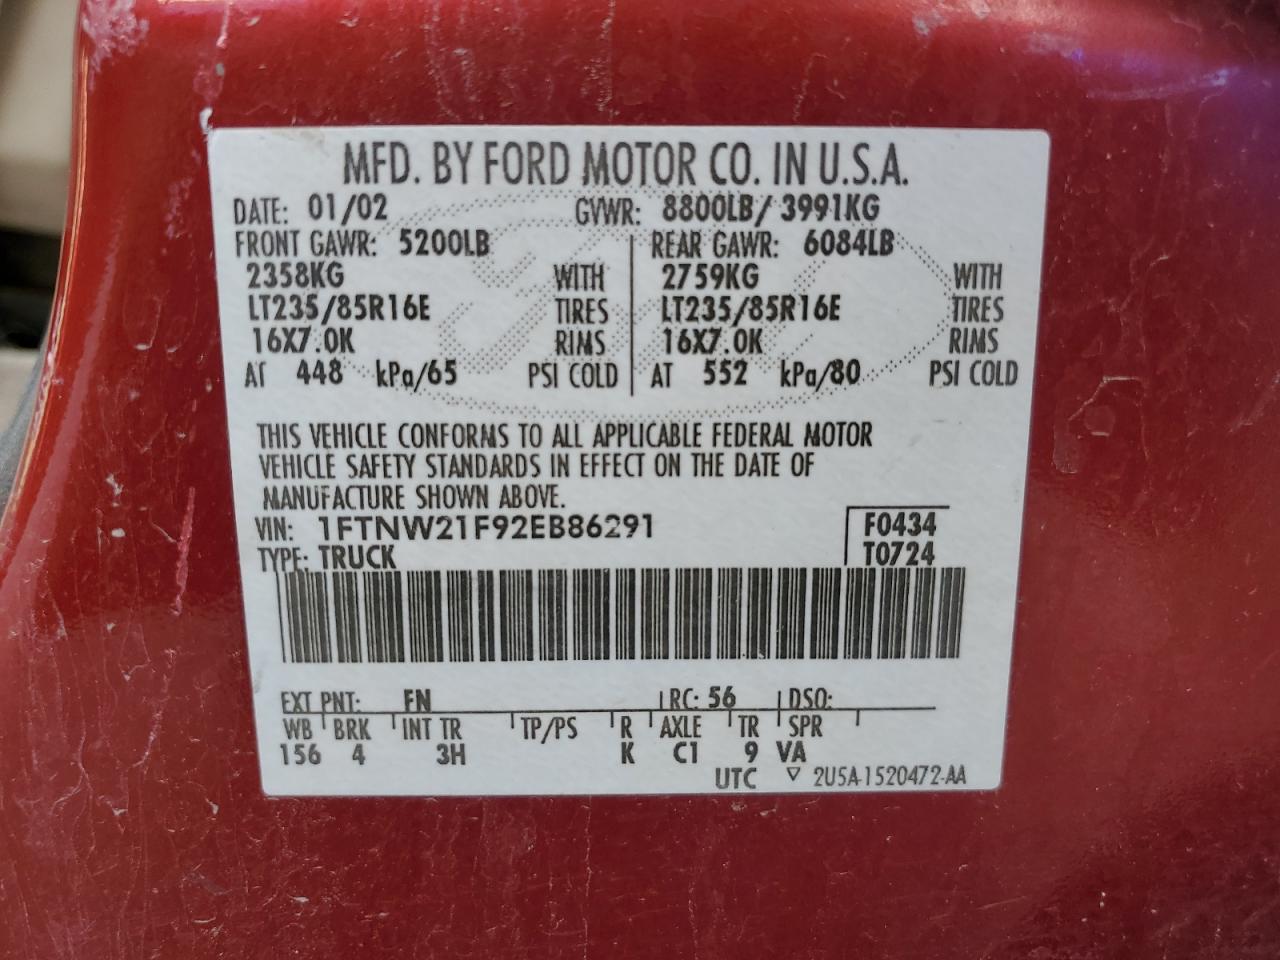 MFD. BY FORD MOTOR CO. IN U.S.A.
DATE: 01/02 GVWR: 8800LB/ 3991KG
FRONT GAWR: 5200LB REAR GAWR: 6084LB
2358KG WITH 2759KG WITH
LT235/85R16E TIRES LT235/85R16E TIRES
16X7.0K RIMS 16X7.0K RIMS
AT 448 kPa/65 PSI COLD AT 552 kPa/80 PSI COLD
THIS VEHICLE CONFORMS TO ALL APPLICABLE FEDERAL MOTOR
VEHICLE SAFETY STANDARDS IN EFFECT ON THE DATE OF
MANUFACTURE SHOWN ABOVE.
VIN: 1FTNW21F92EB86291 F0434
TYPE: TRUCK T0724
EXT PNT: FN RC: 56 DSO:
WB BRK INT TR TP/PS R AXLE TR SPR
156 4 3H K C1 9 VA
UTC ▽ 2U5A-1520472-AA